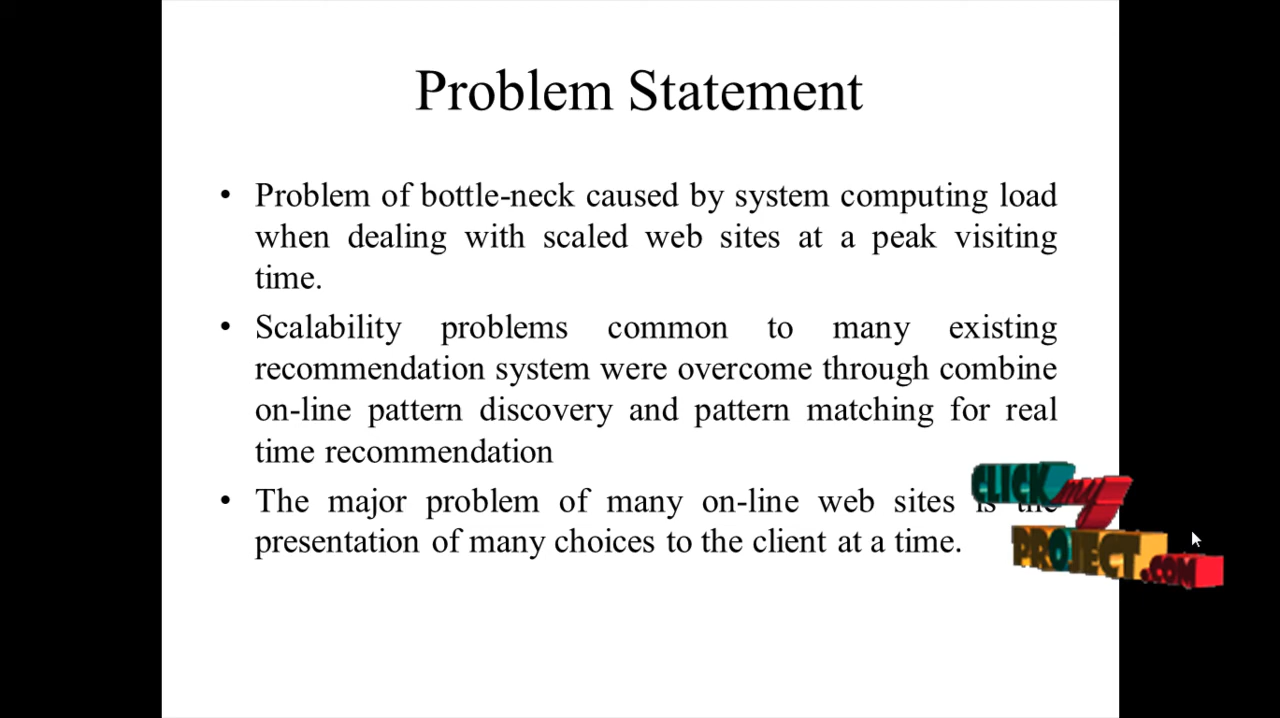 Problem Statement
• Problem of bottle-neck caused by system computing load
when dealing with scaled web sites at a peak visiting
time.
• Scalability problems common to many existing
recommendation system were overcome through combine
on-line pattern discovery and pattern matching for real
time recommendation
• The major problem of many on-line web sites is the
presentation of many choices to the client at a time.
CLICK my
PROJECT.COM